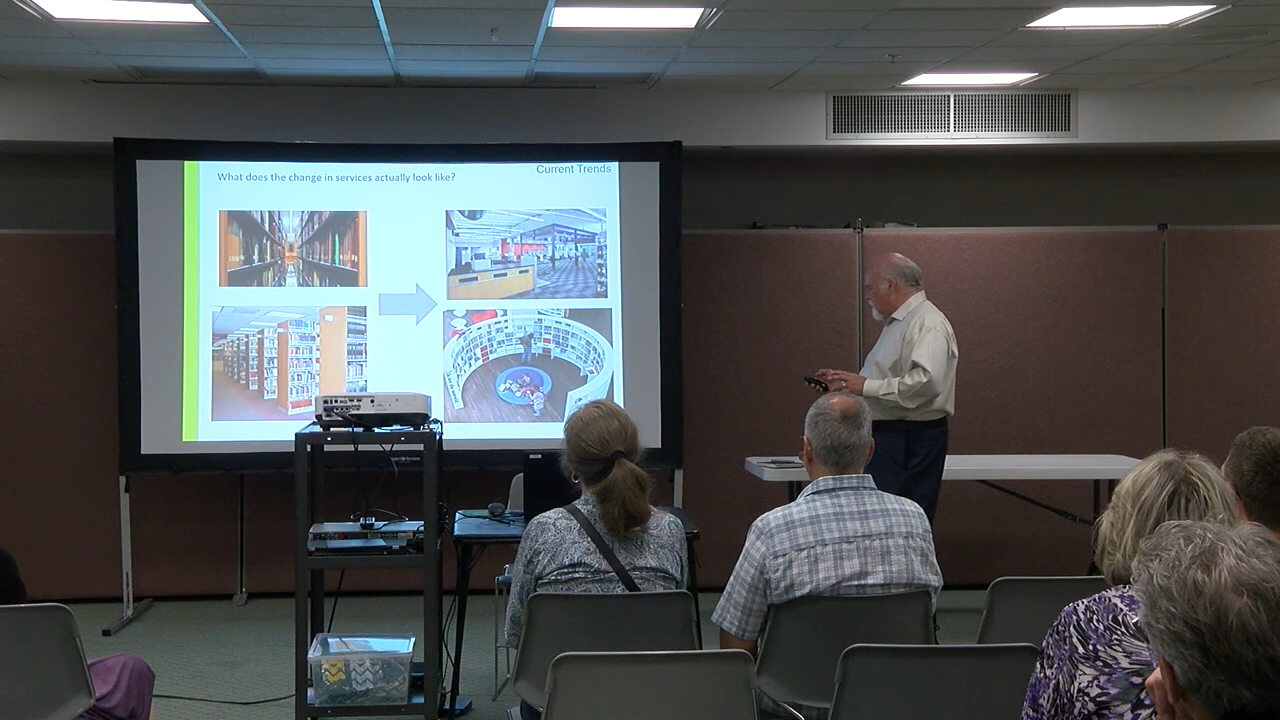 Current Trends
What does the change in services actually look like?